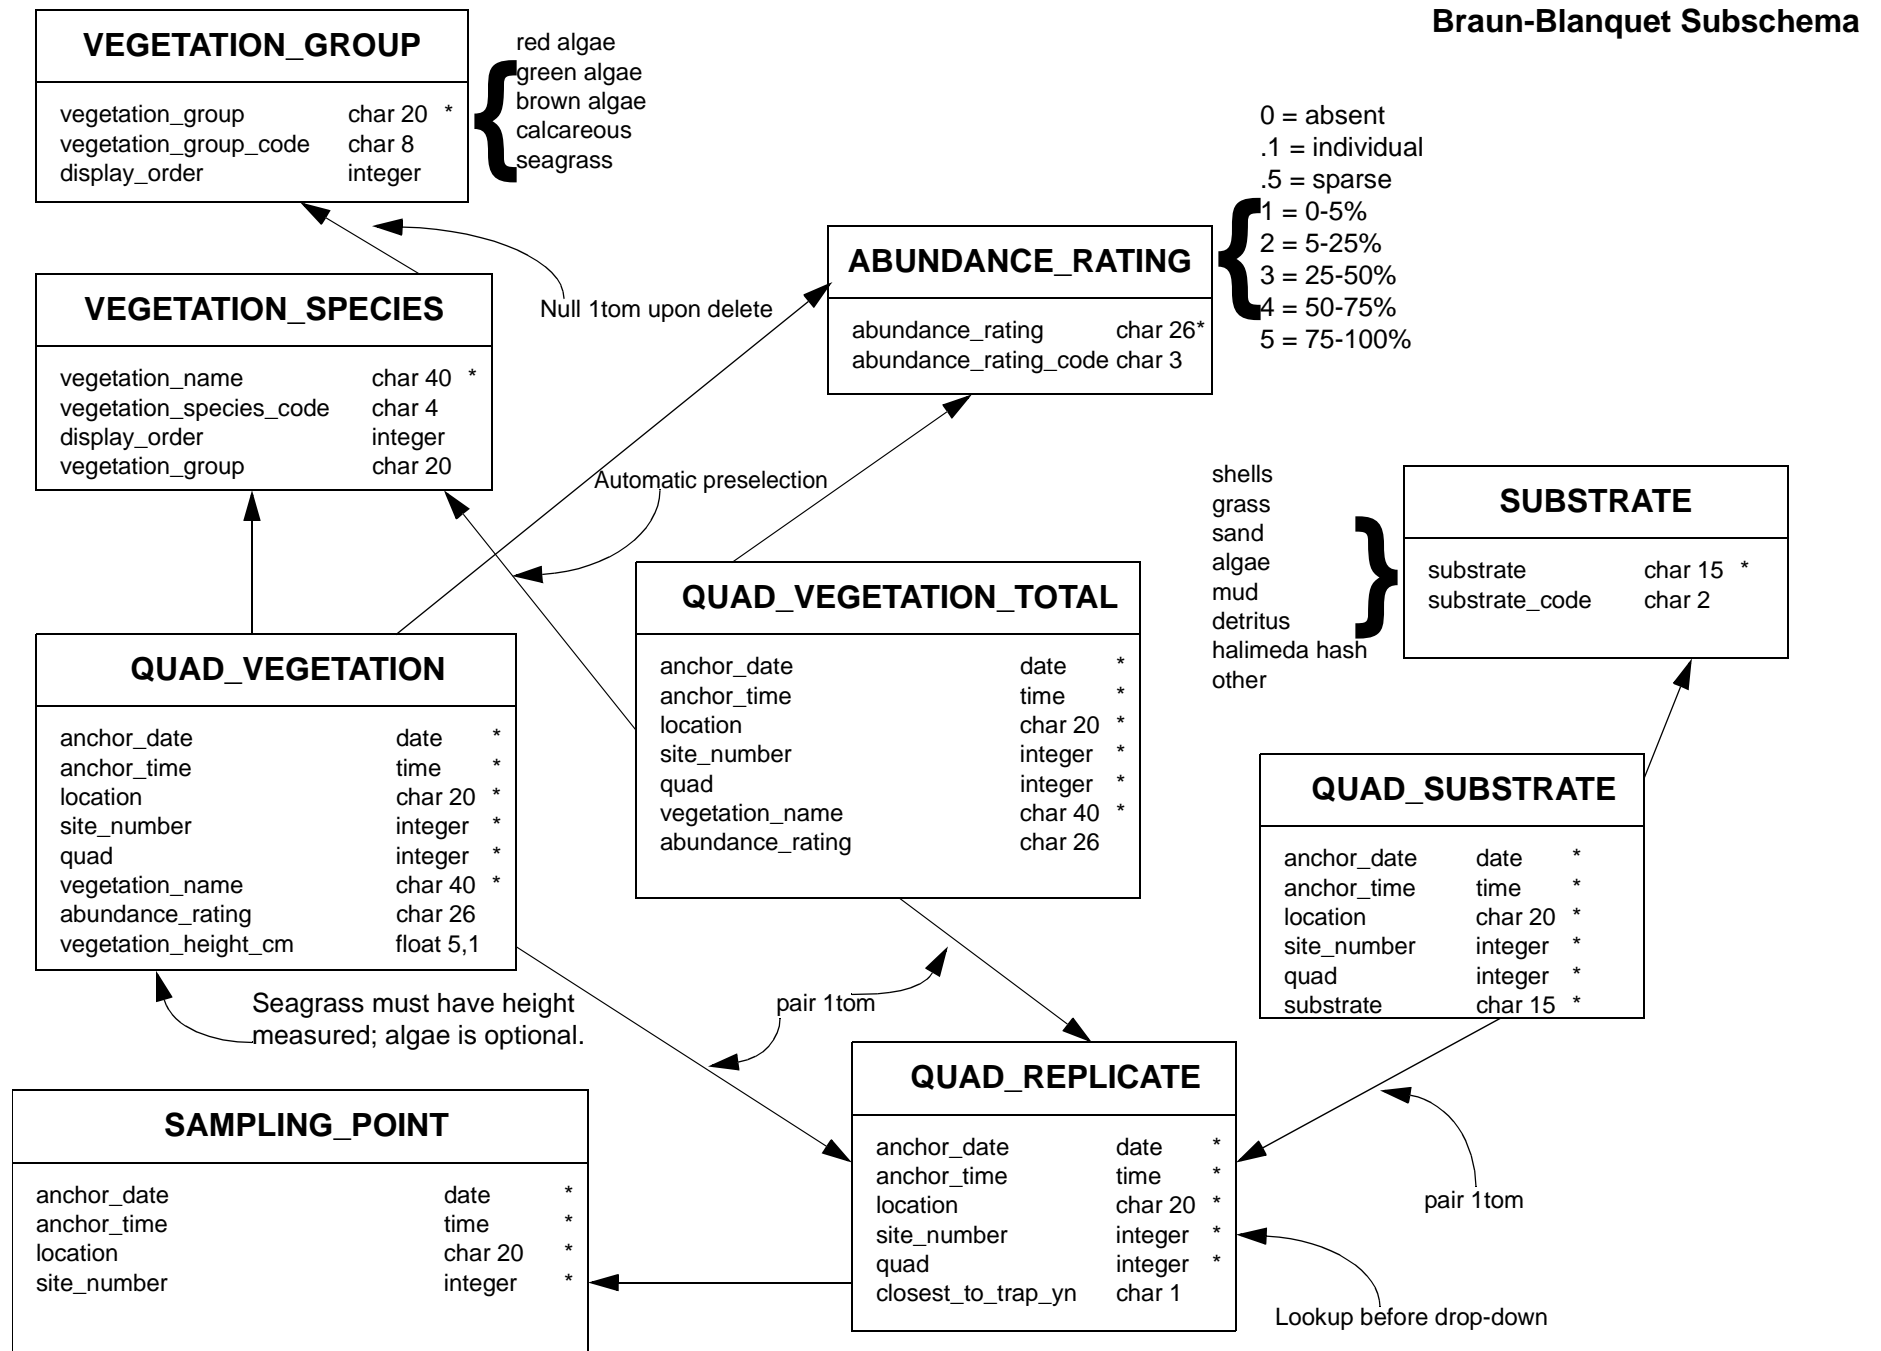 Braun-Blanquet Subschema
VEGETATION_GROUP
vegetation_group char 20 *
vegetation_group_code char 8
display_order integer
red algae
green algae
brown algae
calcareous
seagrass
Null 1tom upon delete
VEGETATION_SPECIES
vegetation_name char 40 *
vegetation_species_code char 4
display_order integer
vegetation_group char 20
ABUNDANCE_RATING
abundance_rating char 26*
abundance_rating_code char 3
0 = absent
.1 = individual
.5 = sparse
1 = 0-5%
2 = 5-25%
3 = 25-50%
4 = 50-75%
5 = 75-100%
Automatic preselection
shells
grass
sand
algae
mud
detritus
halimeda hash
other
SUBSTRATE
substrate char 15 *
substrate_code char 2
QUAD_VEGETATION
anchor_date date *
anchor_time time *
location char 20 *
site_number integer *
quad integer *
vegetation_name char 40 *
abundance_rating char 26
vegetation_height_cm float 5,1
QUAD_VEGETATION_TOTAL
anchor_date date *
anchor_time time *
location char 20 *
site_number integer *
quad integer *
vegetation_name char 40 *
abundance_rating char 26
QUAD_SUBSTRATE
anchor_date date *
anchor_time time *
location char 20 *
site_number integer *
quad integer *
substrate char 15 *
Seagrass must have height
measured; algae is optional.
pair 1tom
SAMPLING_POINT
anchor_date date *
anchor_time time *
location char 20 *
site_number integer *
QUAD_REPLICATE
anchor_date date *
anchor_time time *
location char 20 *
site_number integer *
quad integer *
closest_to_trap_yn char 1
pair 1tom
Lookup before drop-down